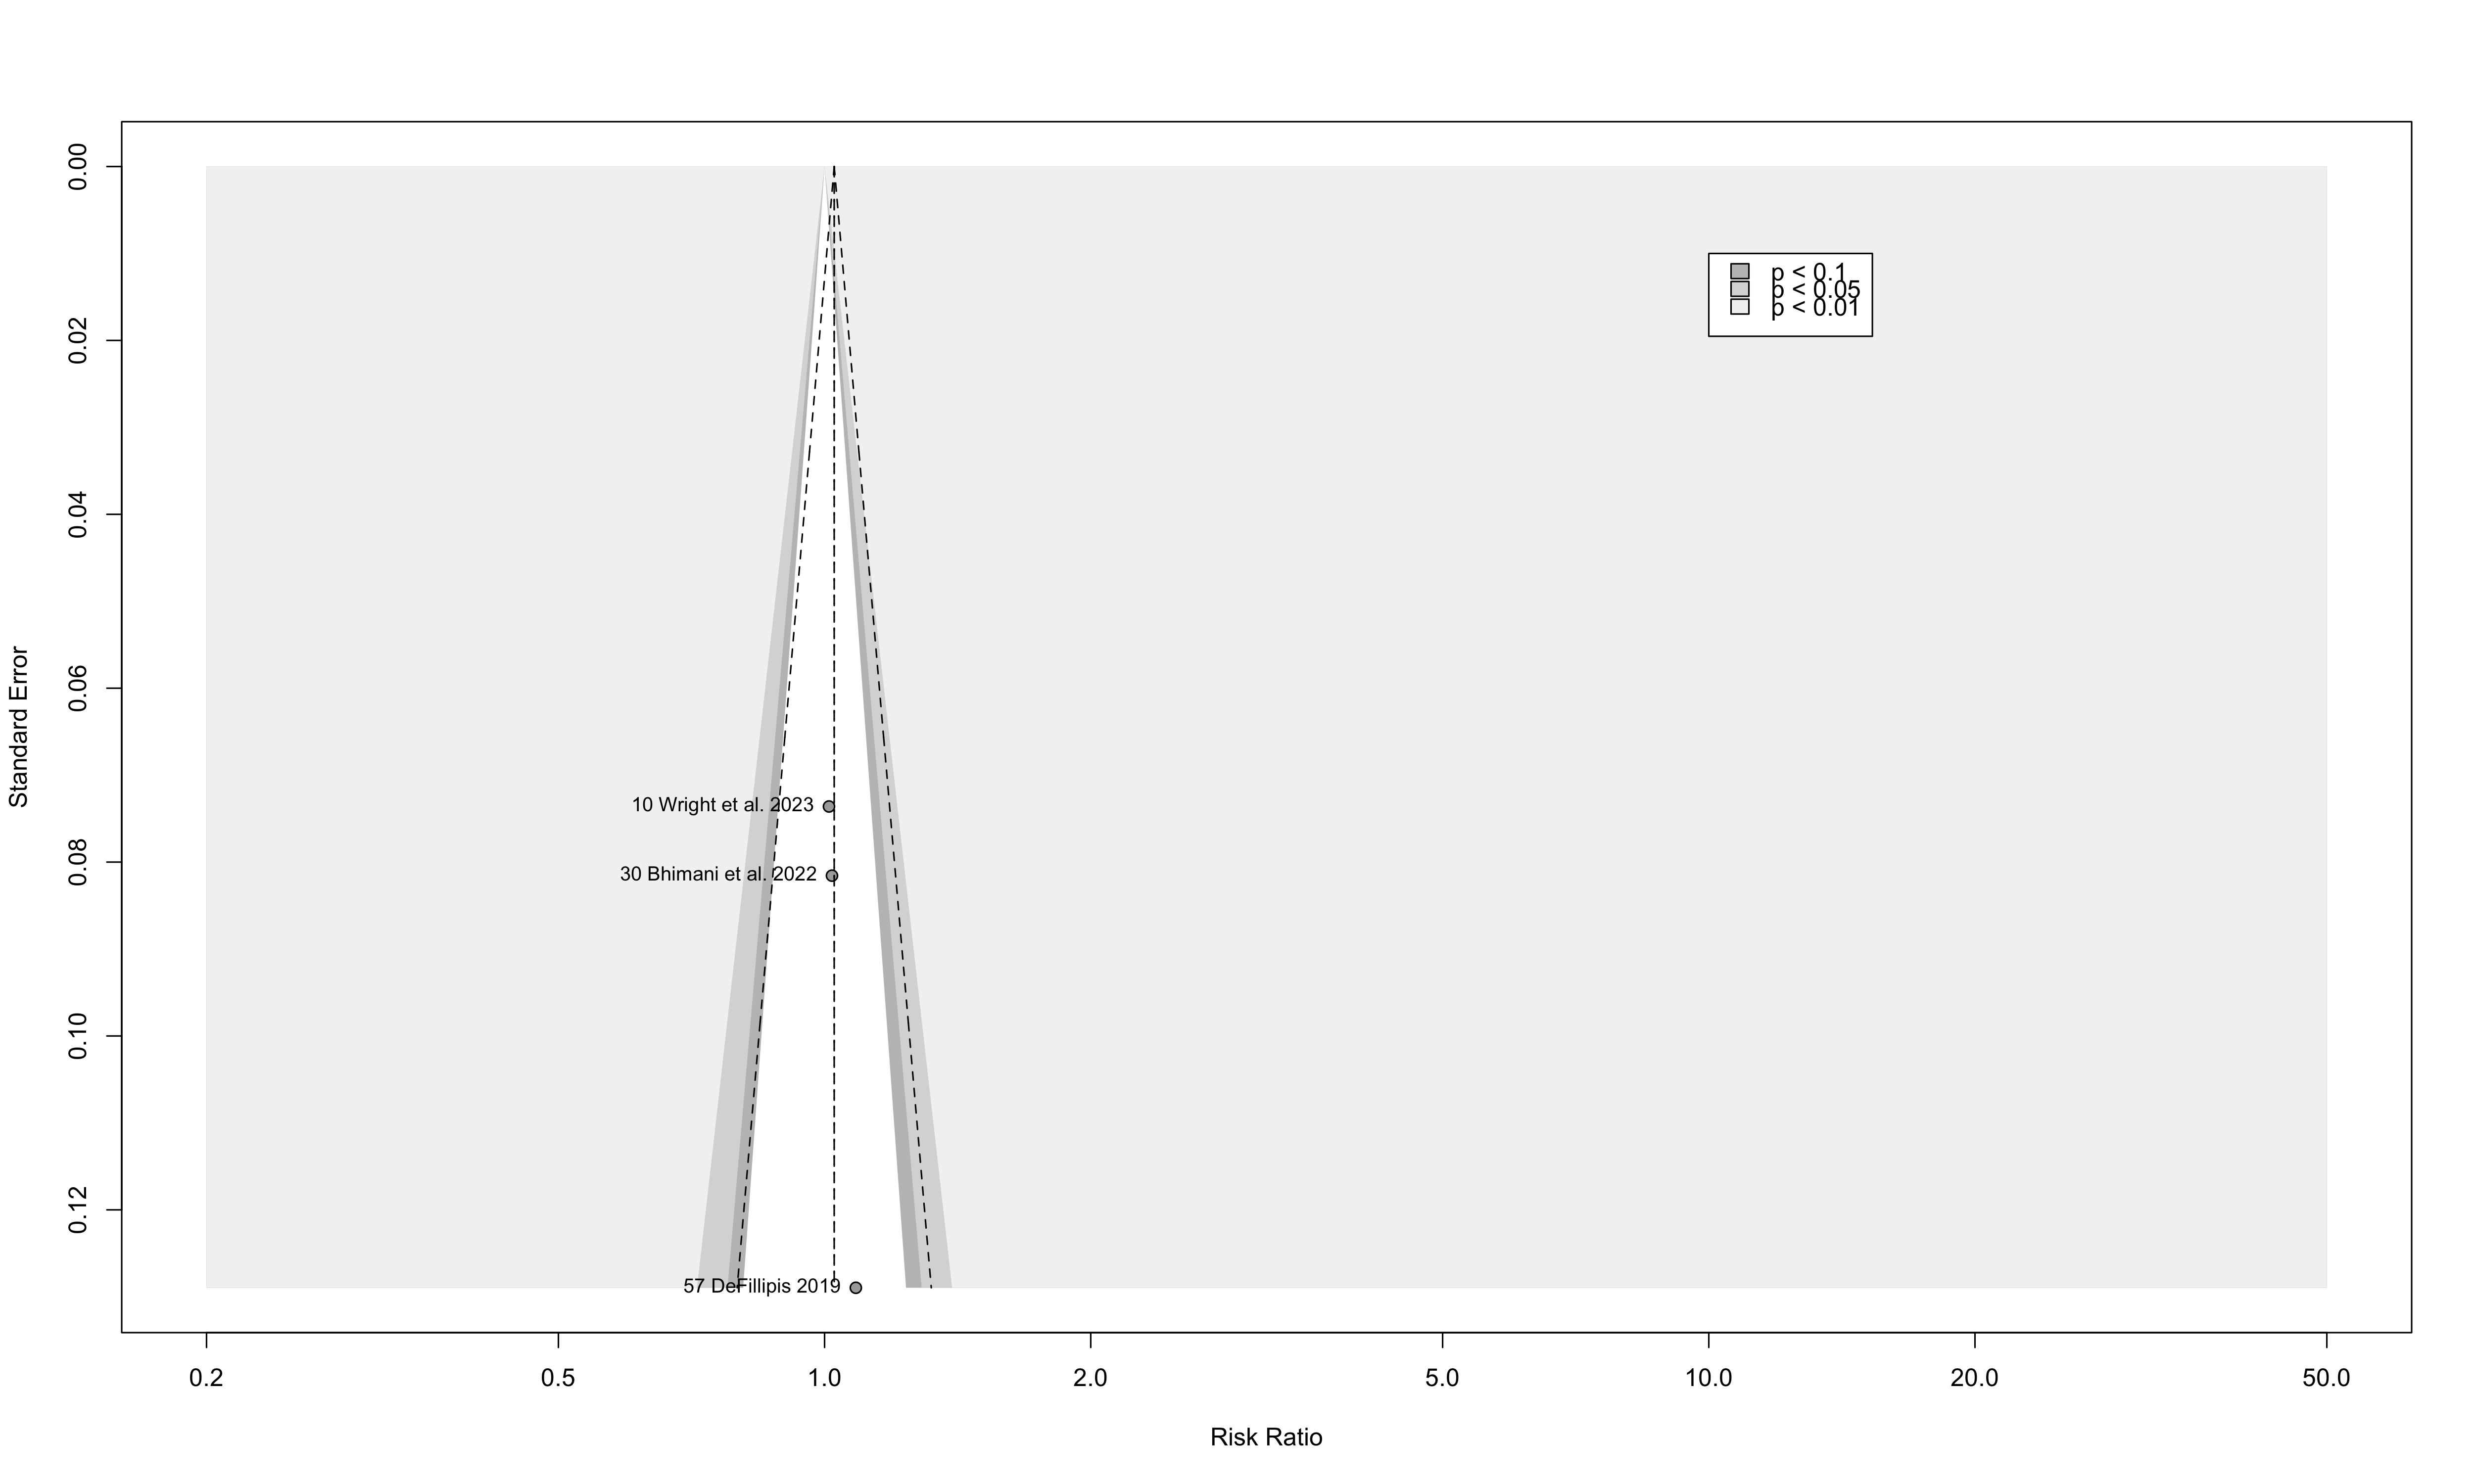 0.00
0.02
0.04
0.06
0.08
0.10
0.12
Standard Error
p < 0.1
p < 0.05
p < 0.01
10 Wright et al. 2023
30 Bhimani et al. 2022
57 DeFillipis 2019
0.2 0.5 1.0 2.0 5.0 10.0 20.0 50.0
Risk Ratio